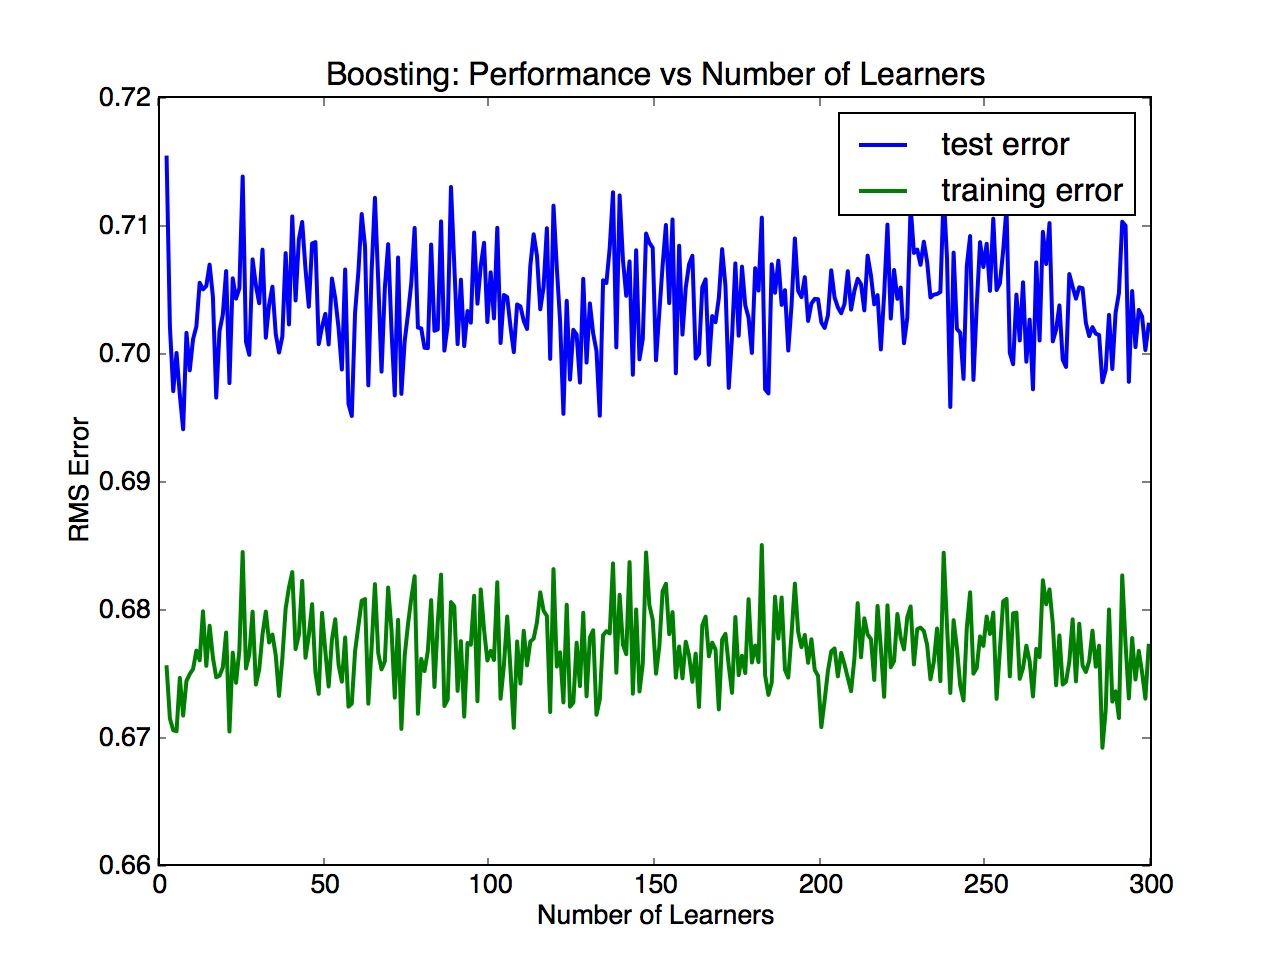 Boosting: Performance vs Number of Learners
0.72
0.71
0.70
0.69
0.68
0.67
0.66
RMS Error
test error
training error
0 50 100 150 200 250 300
Number of Learners